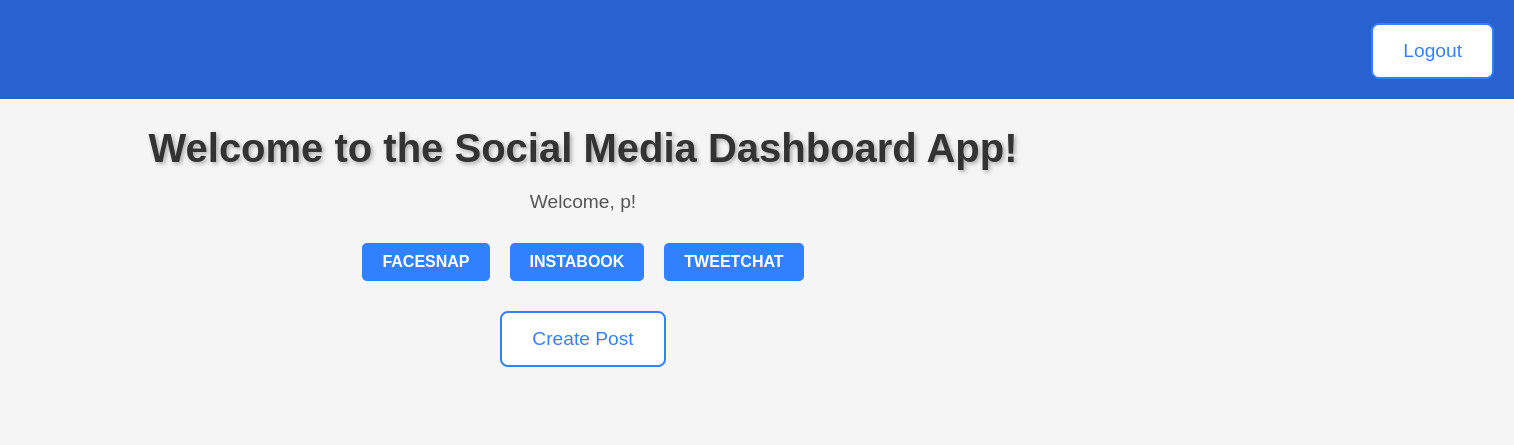 Logout
Welcome to the Social Media Dashboard App!
Welcome, p!
FACESNAP INSTABOOK TWEETCHAT
Create Post